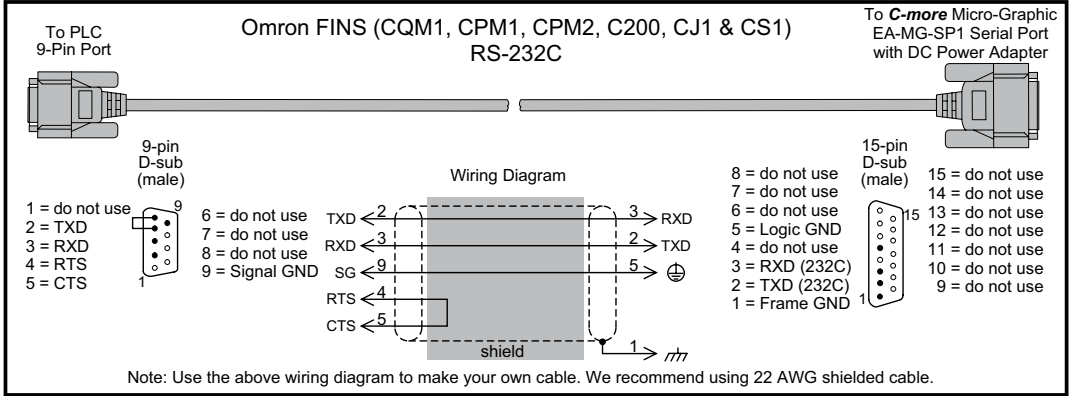 To PLC
9-Pin Port
Omron FINS (CQM1, CPM1, CPM2, C200, CJ1 & CS1)
RS-232C
To C-more Micro-Graphic
EA-MG-SP1 Serial Port
with DC Power Adapter
9-pin
D-sub
(male)
1 = do not use
2 = TXD
3 = RXD
4 = RTS
5 = CTS
9
1
6 = do not use
7 = do not use
8 = do not use
9 = Signal GND
Wiring Diagram
TXD 2 3 RXD
RXD 3 2 TXD
SG 9 5
RTS 4
CTS 5
shield
1
8 = do not use
7 = do not use
6 = do not use
5 = Logic GND
4 = do not use
3 = RXD (232C)
2 = TXD (232C)
1 = Frame GND
15-pin
D-sub
(male)
15
1
15 = do not use
14 = do not use
13 = do not use
12 = do not use
11 = do not use
10 = do not use
9 = do not use
Note: Use the above wiring diagram to make your own cable. We recommend using 22 AWG shielded cable.